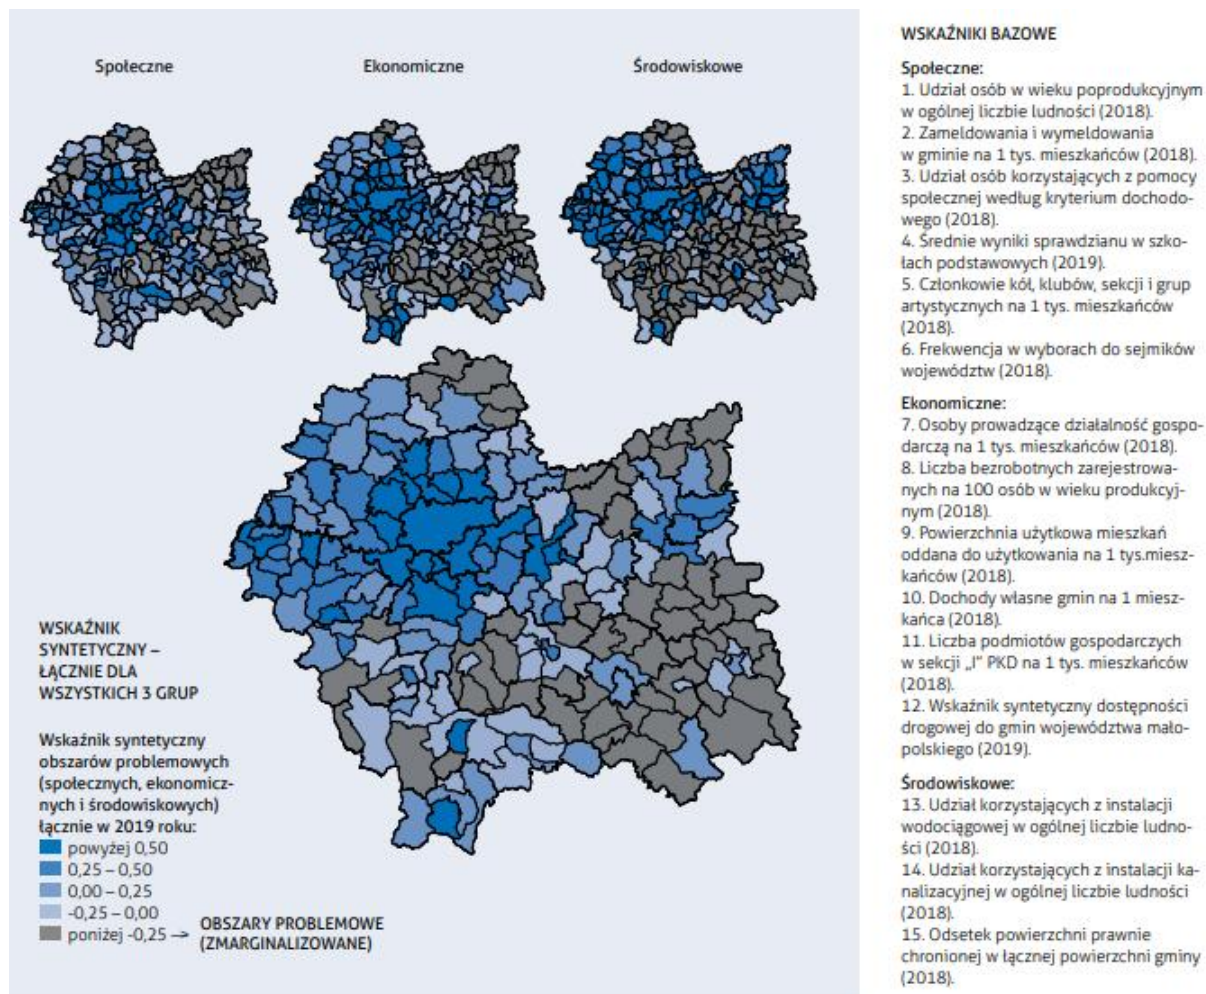 Społeczne
Ekonomiczne
Środowiskowe
WSKAŹNIK
SYNTETYCZNY –
ŁĄCZNIE DLA
WSZYSTKICH 3 GRUP
Wskaźnik syntetyczny
obszarów problemowych
(społecznych, ekonomicz-
nych i środowiskowych)
łącznie w 2019 roku:
powyżej 0,50
0,25 – 0,50
0,00 – 0,25
-0,25 – 0,00
poniżej -0,25 –>
OBSZARY PROBLEMOWE
(ZMARGINALIZOWANE)
WSKAŹNIKI BAZOWE
Społeczne:
1. Udział osób w wieku poprodukcyjnym
w ogólnej liczbie ludności (2018).
2. Zameldowania i wymeldowania
w gminie na 1 tys. mieszkańców (2018).
3. Udział osób korzystających z pomocy
społecznej według kryterium dochodo-
wego (2018).
4. Średnie wyniki sprawdzianu w szko-
łach podstawowych (2019).
5. Członkowie kół, klubów, sekcji i grup
artystycznych na 1 tys. mieszkańców
(2018).
6. Frekwencja w wyborach do sejmików
województw (2018).
Ekonomiczne:
7. Osoby prowadzące działalność gospo-
darczą na 1 tys. mieszkańców (2018).
8. Liczba bezrobotnych zarejestrowa-
nych na 100 osób w wieku produkcyj-
nym (2018).
9. Powierzchnia użytkowa mieszkań
oddana do użytkowania na 1 tys.miesz-
kańców (2018).
10. Dochody własne gmin na 1 miesz-
kańca (2018).
11. Liczba podmiotów gospodarczych
w sekcji „I” PKD na 1 tys. mieszkańców
(2018).
12. Wskaźnik syntetyczny dostępności
drogowej do gmin województwa mało-
polskiego (2019).
Środowiskowe:
13. Udział korzystających z instalacji
wodociągowej w ogólnej liczbie ludno-
ści (2018).
14. Udział korzystających z instalacji ka-
nalizacyjnej w ogólnej liczbie ludności
(2018).
15. Odsetek powierzchni prawnie
chronionej w łącznej powierzchni gminy
(2018).